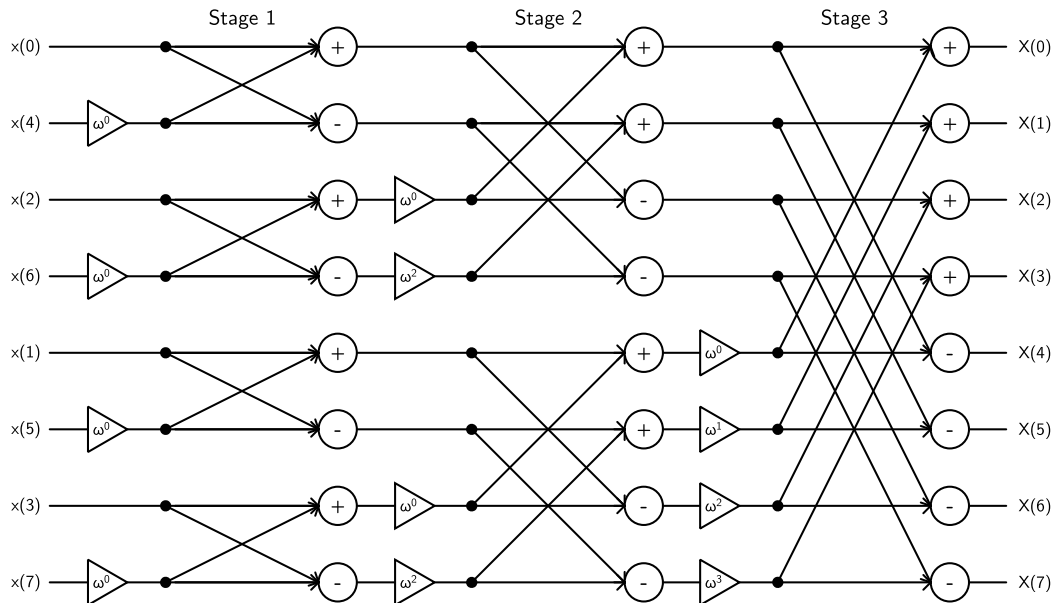 Stage 1 Stage 2 Stage 3
x(0) + + + X(0)
x(4) ω⁰ - + + X(1)
x(2) + ω⁰ - + X(2)
x(6) ω⁰ - ω² - + X(3)
x(1) + + ω⁰ - X(4)
x(5) ω⁰ - + ω¹ - X(5)
x(3) + ω⁰ - ω² - X(6)
x(7) ω⁰ - ω² - ω³ - X(7)